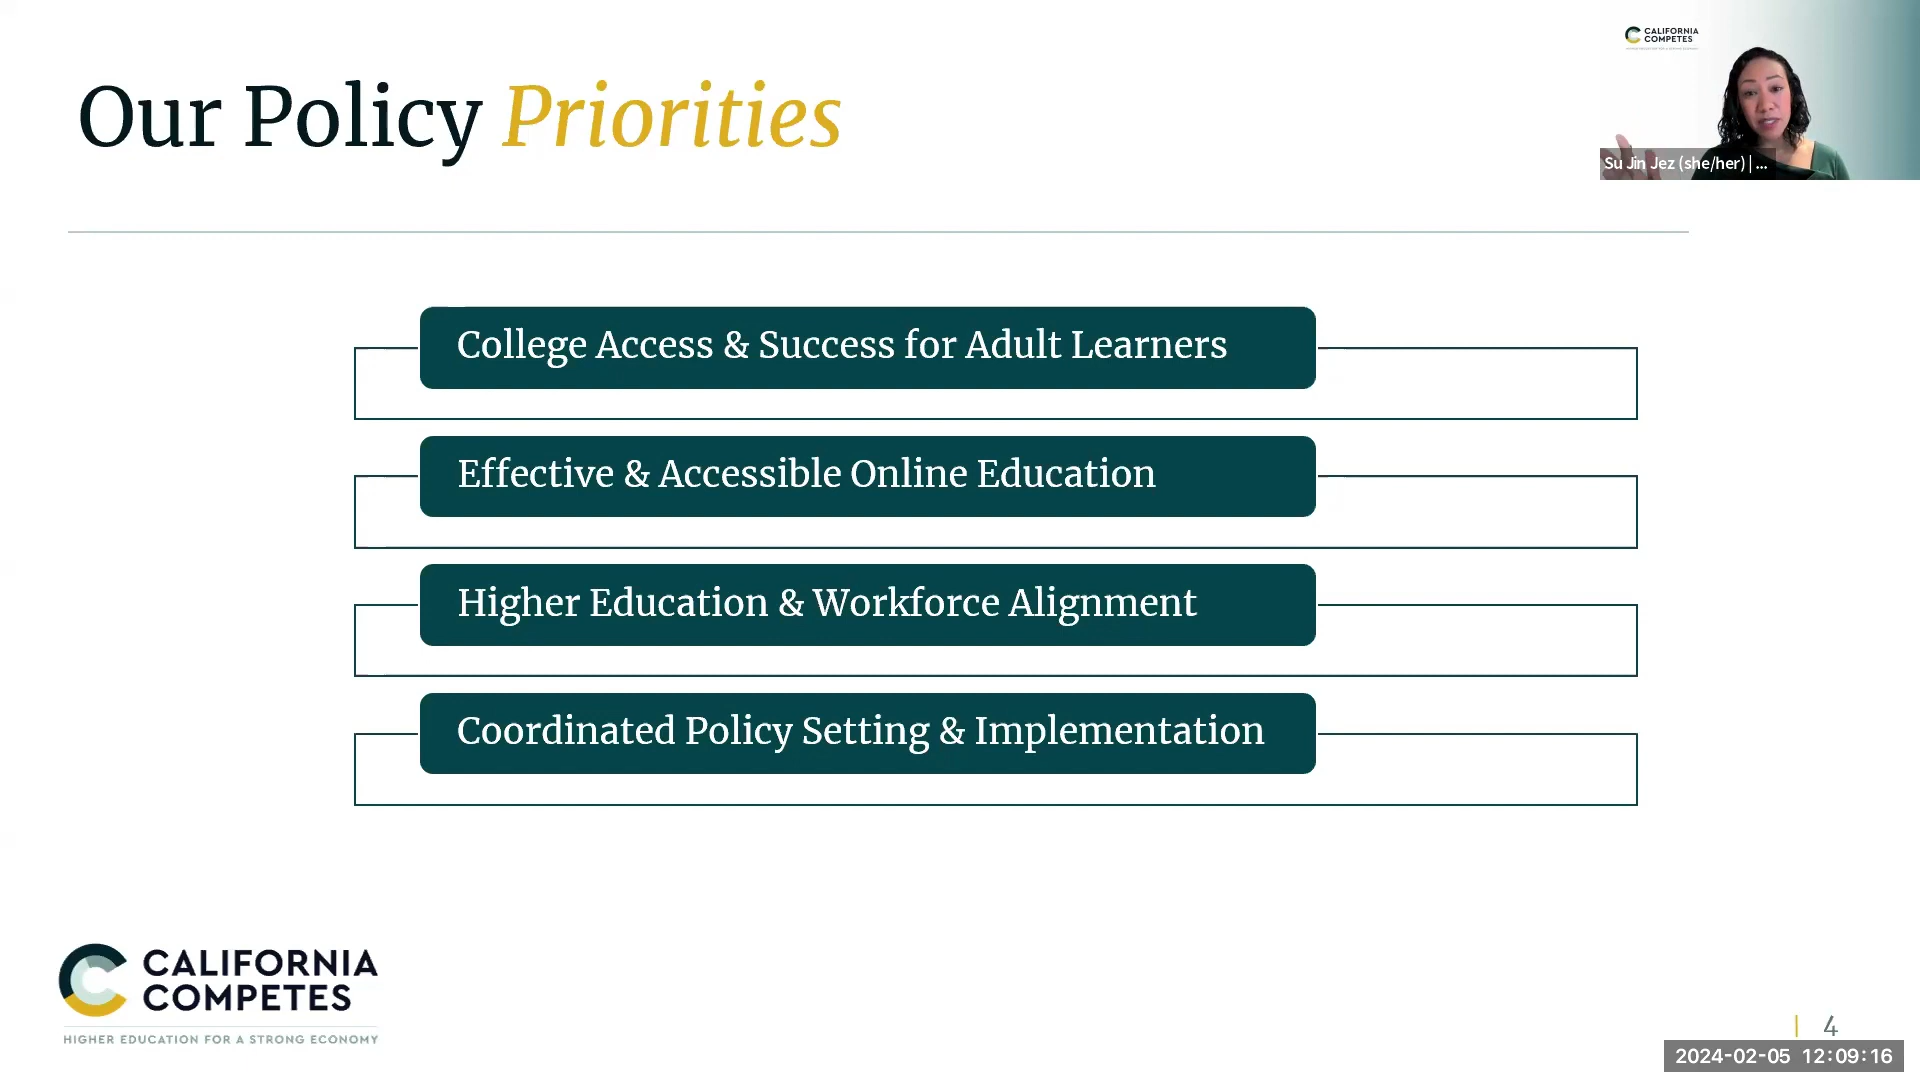 Our Policy Priorities
CALIFORNIA
COMPETES
Su Jin Jez (she/her) | ...
College Access & Success for Adult Learners
Effective & Accessible Online Education
Higher Education & Workforce Alignment
Coordinated Policy Setting & Implementation
CALIFORNIA
COMPETES
HIGHER EDUCATION FOR A STRONG ECONOMY
| 4
2024-02-05 12:09:16